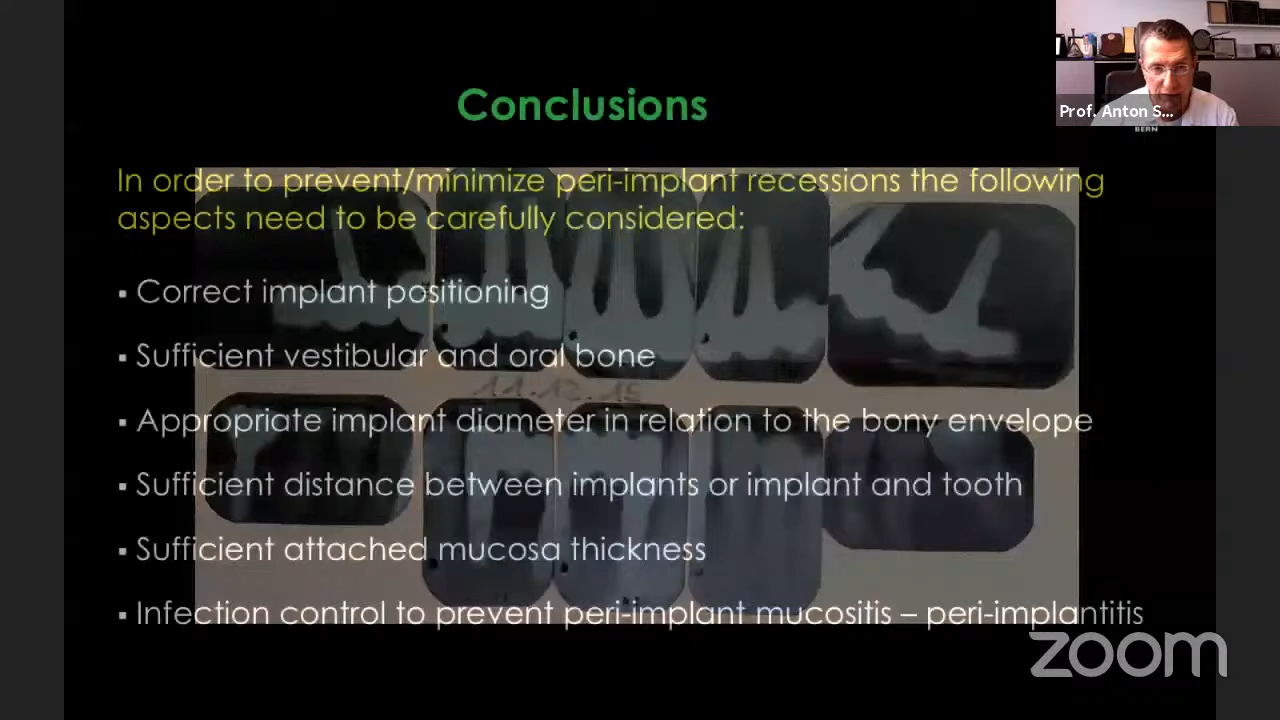 Conclusions
Prof. Anton S...
BERN
In order to prevent/minimize peri-implant recessions the following
aspects need to be carefully considered:
▪ Correct implant positioning
▪ Sufficient vestibular and oral bone
▪ Appropriate implant diameter in relation to the bony envelope
▪ Sufficient distance between implants or implant and tooth
▪ Sufficient attached mucosa thickness
▪ Infection control to prevent peri-implant mucositis – peri-implantitis
zoom